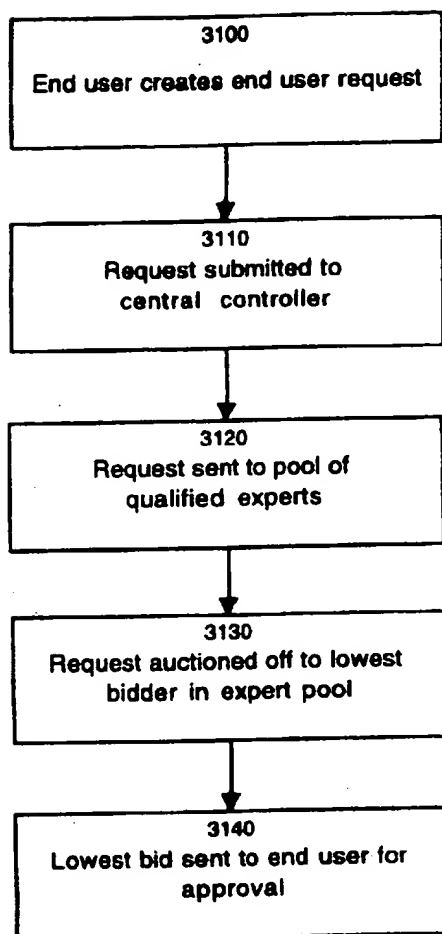 3100
End user creates end user request
3110
Request submitted to
central controller
3120
Request sent to pool of
qualified experts
3130
Request auctioned off to lowest
bidder in expert pool
3140
Lowest bid sent to end user for
approval